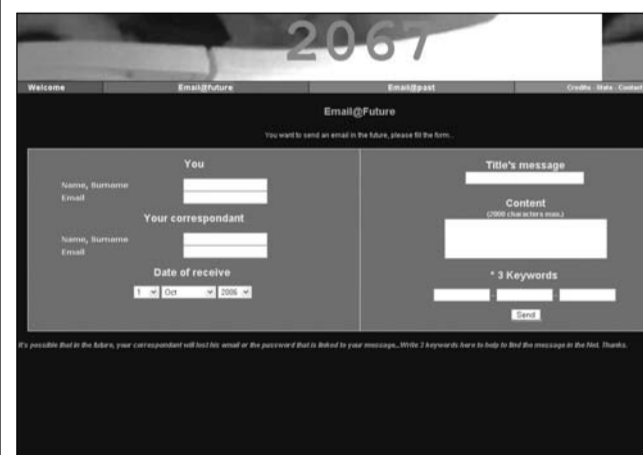 2067
Welcome Email@future Email@past Credits - Stats - Contact
Email@Future
You want to send an email in the future, please fill the form...
You
Name, Surname
Email
Your correspondant
Name, Surname
Email
Date of receive
1 Oct 2006
Title's message
Content
(2000 characters max.)
* 3 Keywords
- -
Send
It's possible that in the future, your correspondant will lost his email or the password that is linked to your message...Write 3 keywords here to help to find the message in the Net. Thanks.